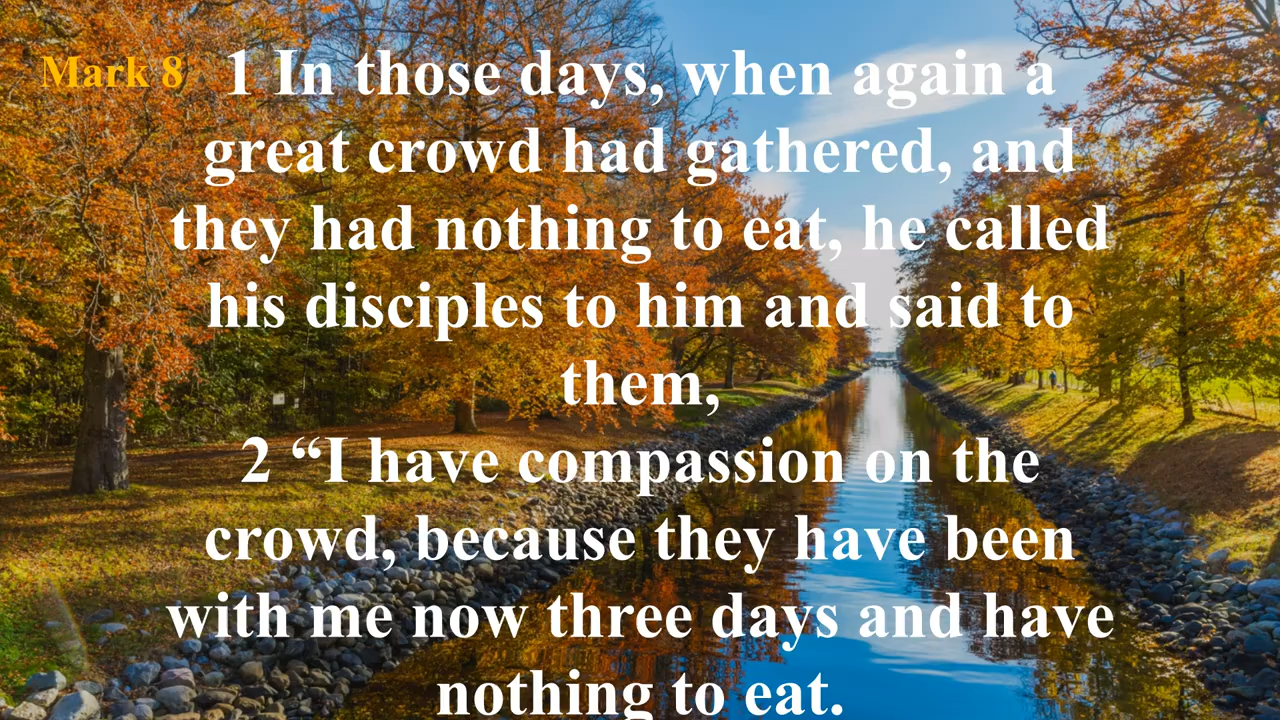 Mark 8
1 In those days, when again a
great crowd had gathered, and
they had nothing to eat, he called
his disciples to him and said to
them,
2 “I have compassion on the
crowd, because they have been
with me now three days and have
nothing to eat.